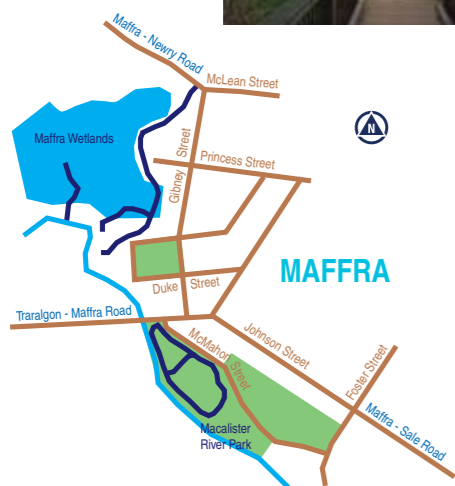 Maffra - Newry Road
McLean Street
N
Maffra Wetlands
Princess Street
Gibney Street
MAFFRA
Duke Street
Traralgon - Maffra Road
McMahon Street
Johnson Street
Foster Street
Macalister
River Park
Maffra - Sale Road